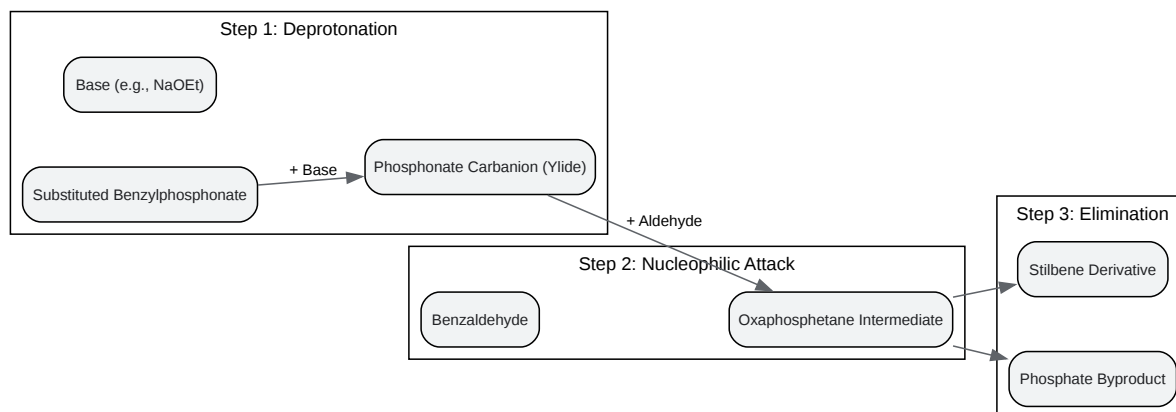 Step 1: Deprotonation
Base (e.g., NaOEt)
Substituted Benzylphosphonate
+ Base
Phosphonate Carbanion (Ylide)
+ Aldehyde
Step 2: Nucleophilic Attack
Benzaldehyde
Oxaphosphetane Intermediate
Step 3: Elimination
Stilbene Derivative
Phosphate Byproduct